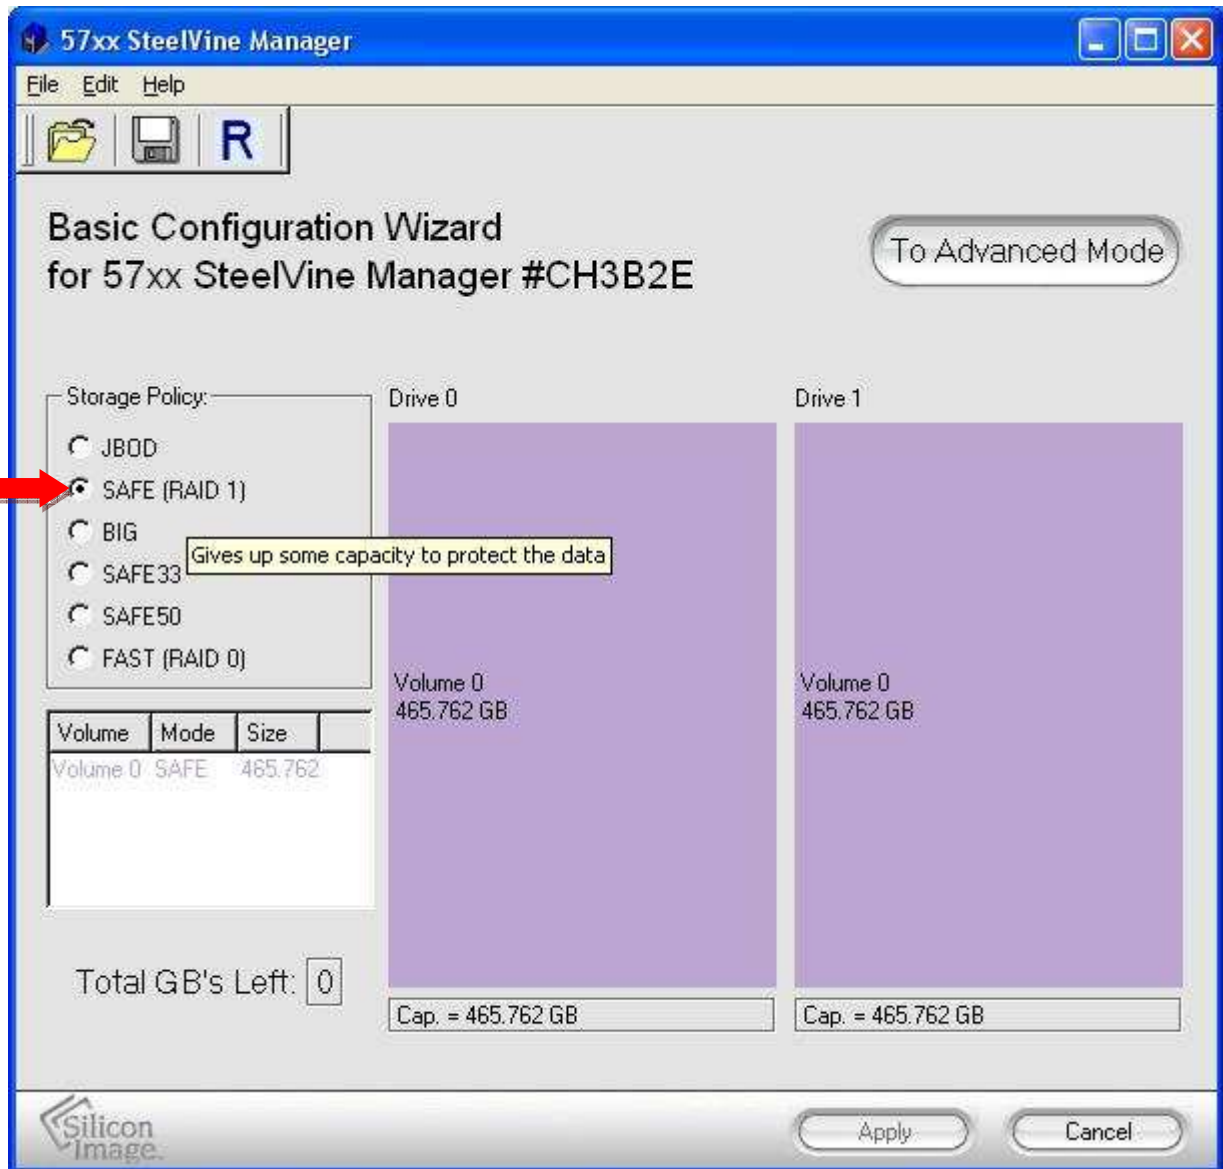 57xx SteelVine Manager
File Edit Help
R
Basic Configuration Wizard
for 57xx SteelVine Manager #CH3B2E
To Advanced Mode
Storage Policy:
JBOD
SAFE (RAID 1)
BIG
Gives up some capacity to protect the data
SAFE33
SAFE50
FAST (RAID 0)
Volume Mode Size
Volume 0 SAFE 465.762
Total GB's Left: 0
Drive 0
Volume 0
465.762 GB
Cap. = 465.762 GB
Drive 1
Volume 0
465.762 GB
Cap. = 465.762 GB
Silicon
Image.
Apply
Cancel